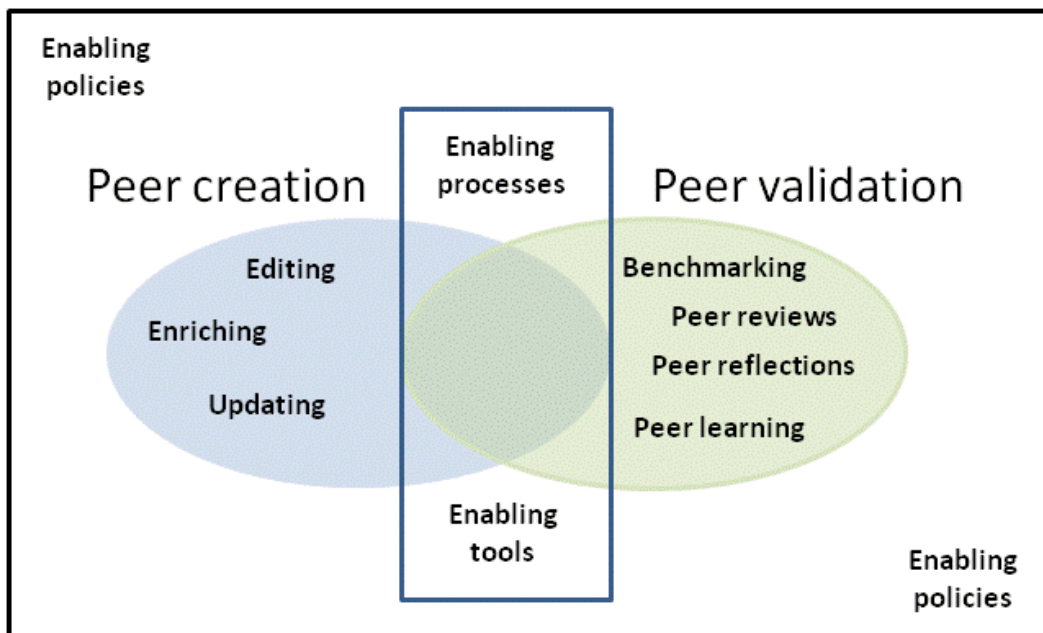 Enabling
policies
Enabling
processes
Peer creation
Peer validation
Editing
Enriching
Updating
Benchmarking
Peer reviews
Peer reflections
Peer learning
Enabling
tools
Enabling
policies